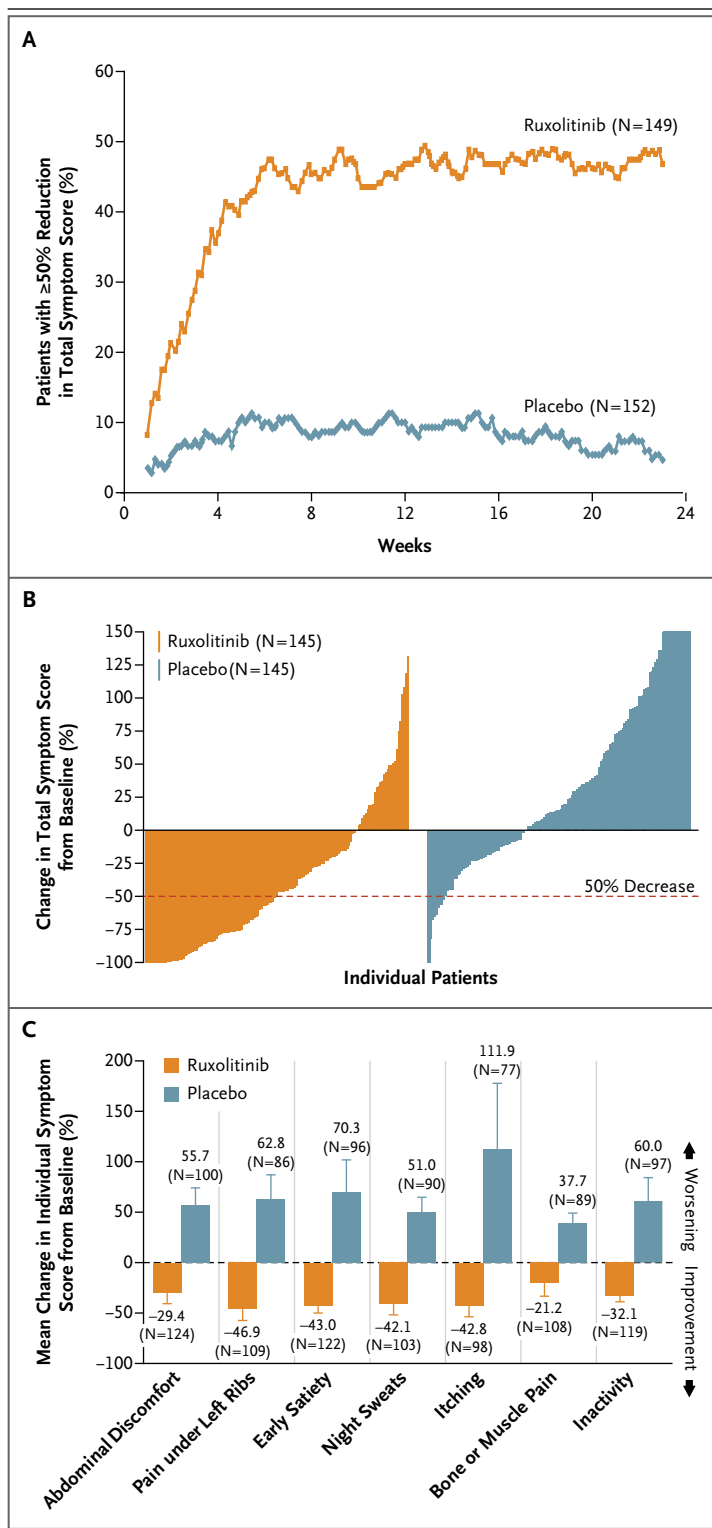 A
60
50
40
30
20
10
0
Patients with ≥50% Reduction
in Total Symptom Score (%)
Ruxolitinib (N=149)
Placebo (N=152)
0 4 8 12 16 20 24
Weeks
B
150
125
100
75
50
25
0
−25
−50
−75
−100
Change in Total Symptom Score
from Baseline (%)
Ruxolitinib (N=145)
Placebo(N=145)
50% Decrease
Individual Patients
C
200
150
100
50
0
−50
−100
Mean Change in Individual Symptom
Score from Baseline (%)
Ruxolitinib
Placebo
55.7
(N=100)
62.8
(N=86)
70.3
(N=96)
51.0
(N=90)
111.9
(N=77)
37.7
(N=89)
60.0
(N=97)
−29.4
(N=124)
−46.9
(N=109)
−43.0
(N=122)
−42.1
(N=103)
−42.8
(N=98)
−21.2
(N=108)
−32.1
(N=119)
Worsening
Improvement
Abdominal Discomfort
Pain under Left Ribs
Early Satiety
Night Sweats
Itching
Bone or Muscle Pain
Inactivity